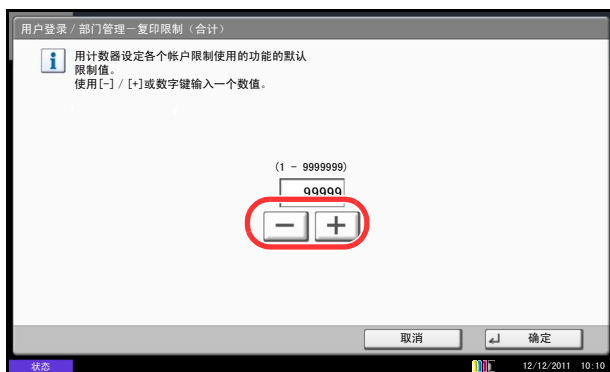 用户登录 / 部门管理－复印限制（合计）
用计数器设定各个帐户限制使用的功能的默认
限制值。
使用[-] / [+]或数字键输入一个数值。
(1 - 9999999)
99999
取消
确定
状态
12/12/2011 10:10